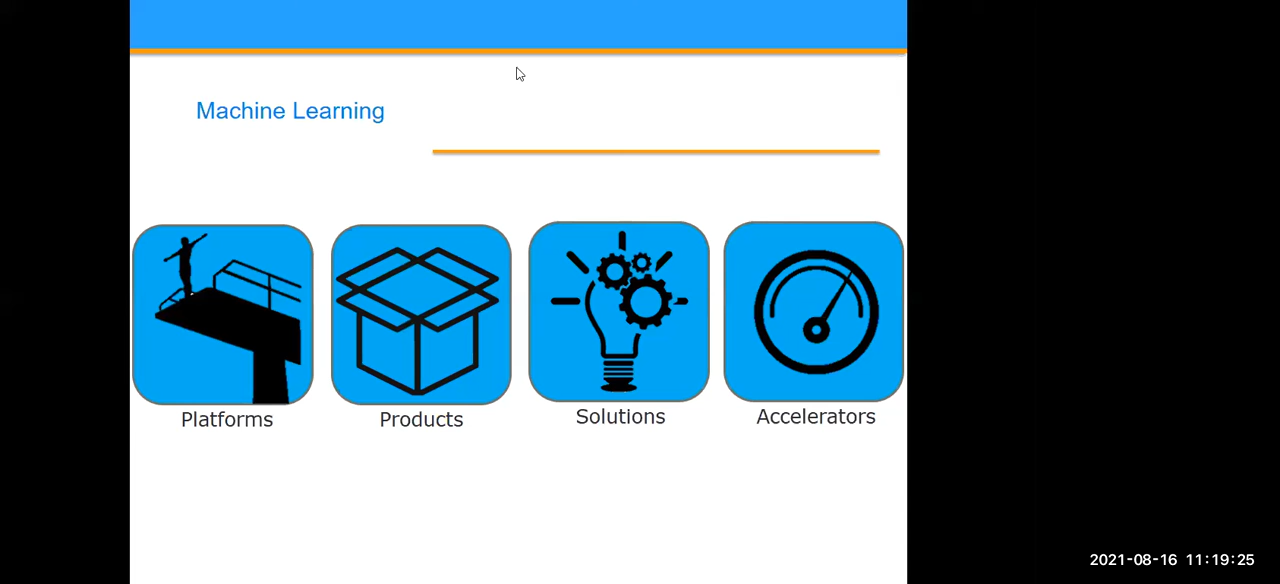 Machine Learning
Platforms
Products
Solutions
Accelerators
2021-08-16 11:19:25